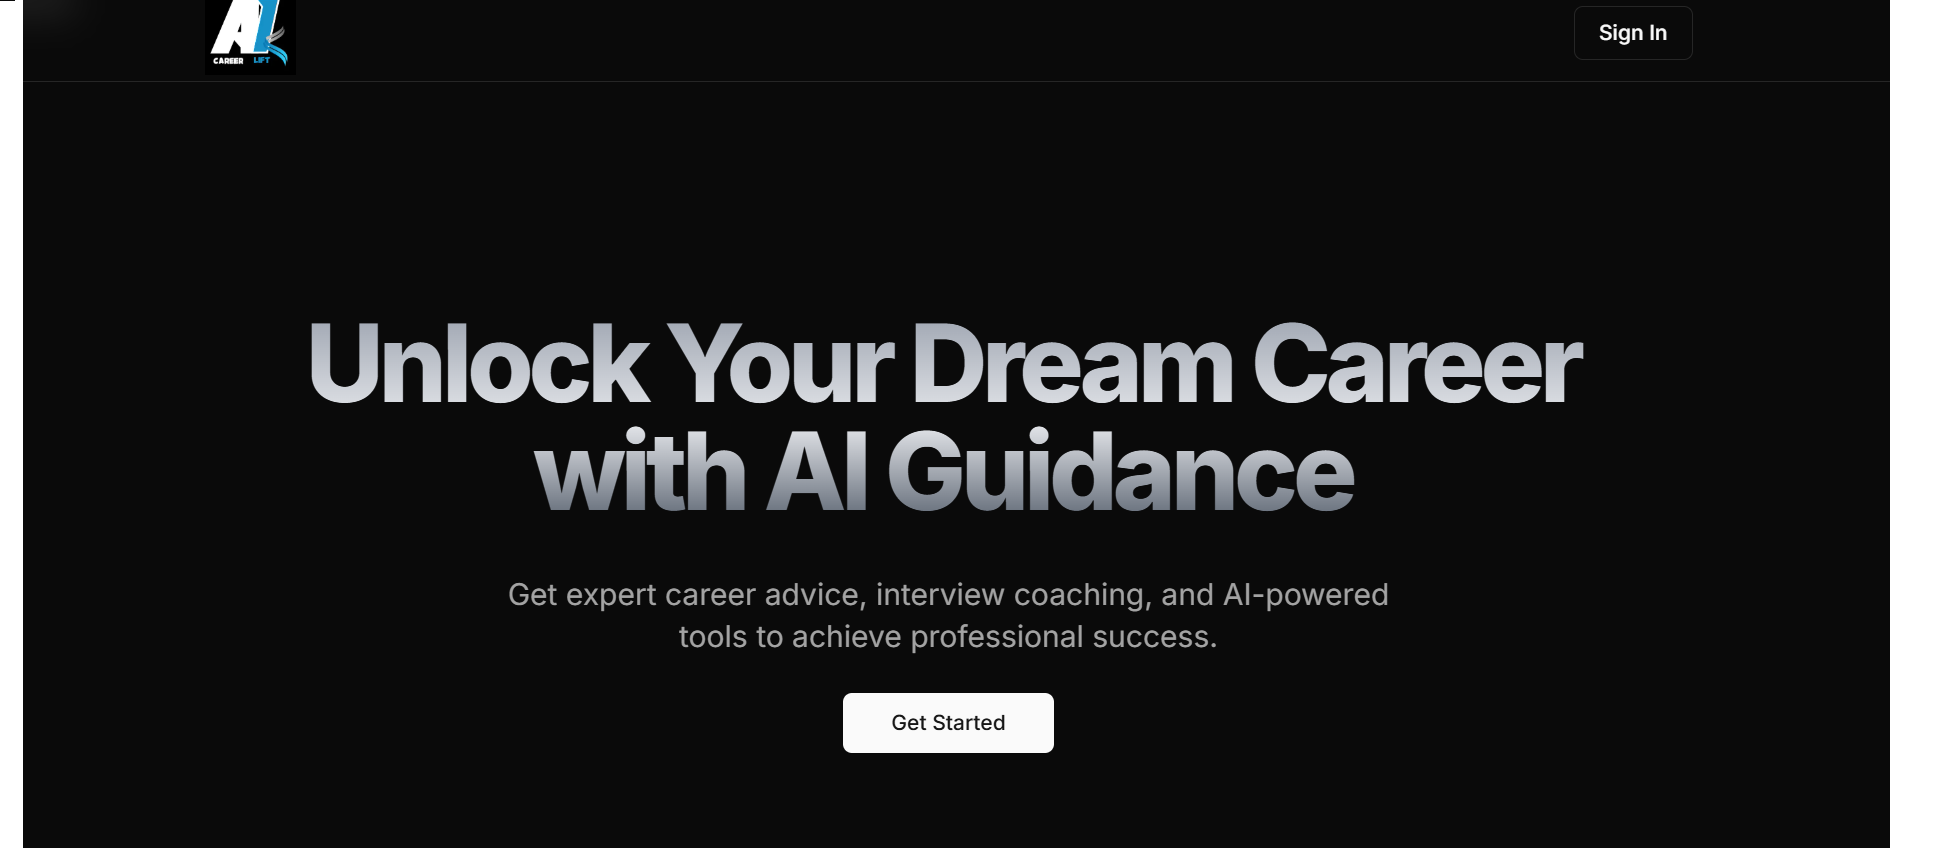 AL
CAREER LIFT
Sign In
Unlock Your Dream Career
with AI Guidance
Get expert career advice, interview coaching, and AI-powered
tools to achieve professional success.
Get Started